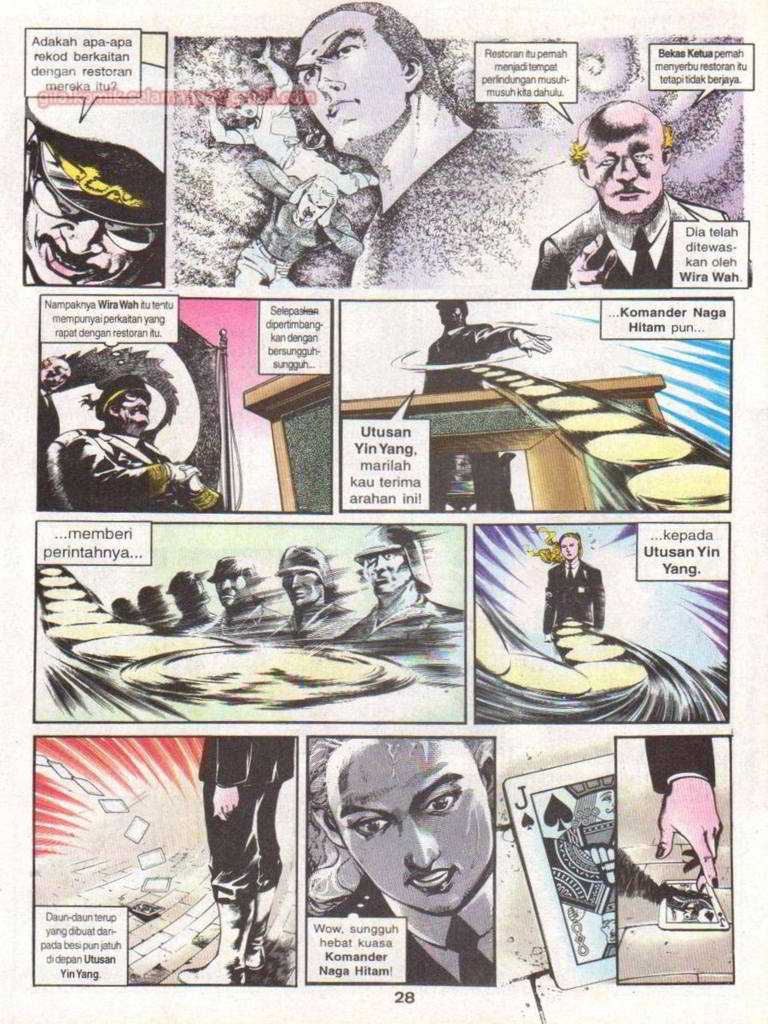 Adakah apa-apa
rekod berkaitan
dengan restoran
mereka itu?
Restoran itu pernah
menjadi tempat
perlindungan musuh-
musuh kita dahulu.
Bekas Ketua pernah
menyerbu restoran itu
tetapi tidak berjaya.
Dia telah
ditewas-
kan oleh
Wira Wah.
Nampaknya Wira Wah itu tentu
mempunyai perkaitan yang
rapat dengan restoran itu.
Selepas
dipertimbang-
kan dengan
bersungguh-
sungguh...
...Komander Naga
Hitam pun...
Utusan
Yin Yang,
marilah
kau terima
arahan ini!
...memberi
perintahnya...
...kepada
Utusan Yin
Yang.
Daun-daun terup
yang dibuat dari-
pada besi pun jatuh
di depan Utusan
Yin Yang.
Wow, sungguh
hebat kuasa
Komander
Naga Hitam!
J
28